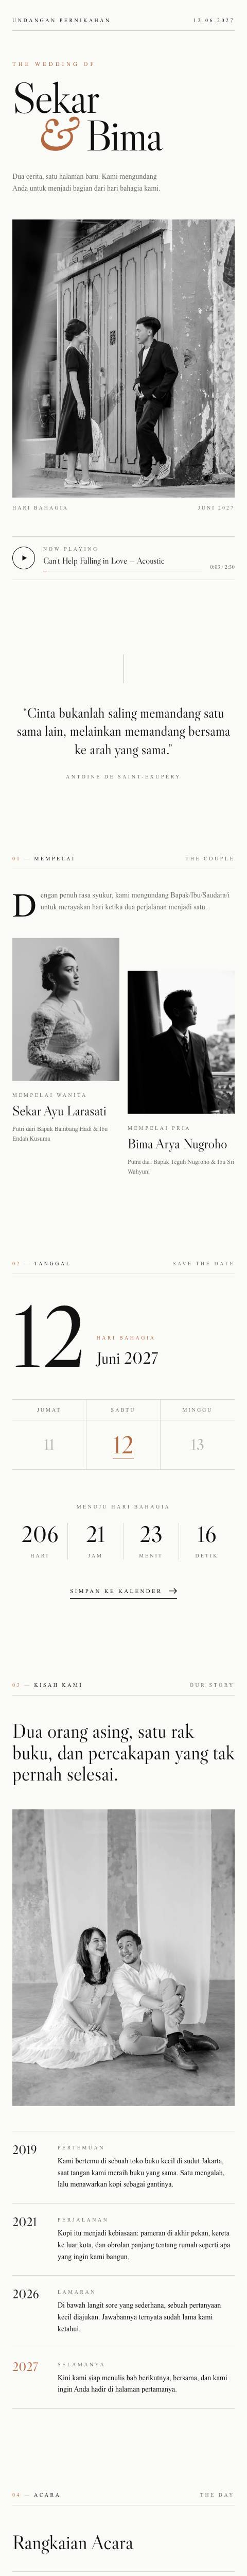 UNDANGAN PERNIKAHAN
12.06.2027
THE WEDDING OF
Sekar
& Bima
Dua cerita, satu halaman baru. Kami mengundang
Anda untuk menjadi bagian dari hari bahagia kami.
HARI BAHAGIA
JUNI 2027
NOW PLAYING
Can't Help Falling in Love — Acoustic
0:03 / 2:50
"Cinta bukanlah saling memandang satu
sama lain, melainkan memandang bersama
ke arah yang sama."
ANTOINE DE SAINT-EXUPÉRY
01 — MEMPELAI
THE COUPLE
Dengan penuh rasa syukur, kami mengundang Bapak/Ibu/Saudara/i
untuk merayakan hari ketika dua perjalanan menjadi satu.
MEMPELAI WANITA
Sekar Ayu Larasati
Putri dari Bapak Bambang Hadi & Ibu
Endah Kusuma
MEMPELAI PRIA
Bima Arya Nugroho
Putra dari Bapak Teguh Nugroho & Ibu Sri
Wahyuni
02 — TANGGAL
SAVE THE DATE
12
HARI BAHAGIA
Juni 2027
JUMAT
SABTU
MINGGU
11
12
13
MENUJU HARI BAHAGIA
206
21
23
16
HARI
JAM
MENIT
DETIK
SIMPAN KE KALENDER →
03 — KISAH KAMI
OUR STORY
Dua orang asing, satu rak
buku, dan percakapan yang tak
pernah selesai.
2019
PERTEMUAN
Kami bertemu di sebuah toko buku kecil di sudut Jakarta,
saat tangan kami meraih buku yang sama. Satu mengalah,
lalu menawarkan kopi sebagai gantinya.
2021
PERJALANAN
Kopi itu menjadi kebiasaan: pameran di akhir pekan, kereta
ke luar kota, dan obrolan panjang tentang rumah seperti apa
yang ingin kami bangun.
2026
LAMARAN
Di bawah langit sore yang sederhana, sebuah pertanyaan
kecil diajukan. Jawabannya ternyata sudah lama kami
ketahui.
2027
SELAMANYA
Kini kami siap menulis bab berikutnya, bersama, dan kami
ingin Anda hadir di halaman pertamanya.
04 — ACARA
THE DAY
Rangkaian Acara